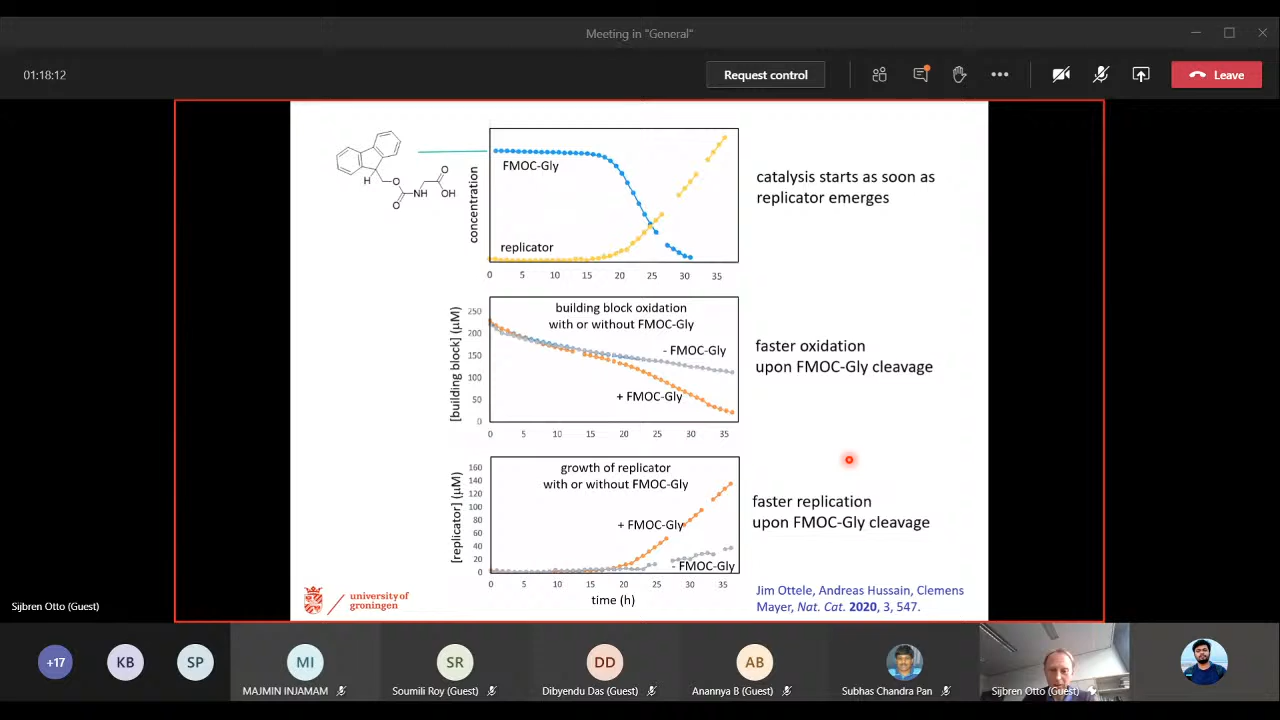 Meeting in "General"
01:18:12
Request control
Leave
FMOC-Gly
concentration
replicator
0 5 10 15 20 25 30 35
H
O
O
NH
O
OH
catalysis starts as soon as
replicator emerges
building block oxidation
with or without FMOC-Gly
- FMOC-Gly
+ FMOC-Gly
[building block] (µM)
250
200
150
100
50
0
0 5 10 15 20 25 30 35
faster oxidation
upon FMOC-Gly cleavage
growth of replicator
with or without FMOC-Gly
+ FMOC-Gly
- FMOC-Gly
[replicator] (µM)
160
140
120
100
80
60
40
20
0
0 5 10 15 20 25 30 35
time (h)
faster replication
upon FMOC-Gly cleavage
university of
groningen
Jim Ottele, Andreas Hussain, Clemens
Mayer, Nat. Cat. 2020, 3, 547.
Sijbren Otto (Guest)
+17
KB
SP
MI
MAJMIN INJAMAM
SR
Soumili Roy (Guest)
DD
Dibyendu Das (Guest)
AB
Anannya B (Guest)
Subhas Chandra Pan
Sijbren Otto (Guest)